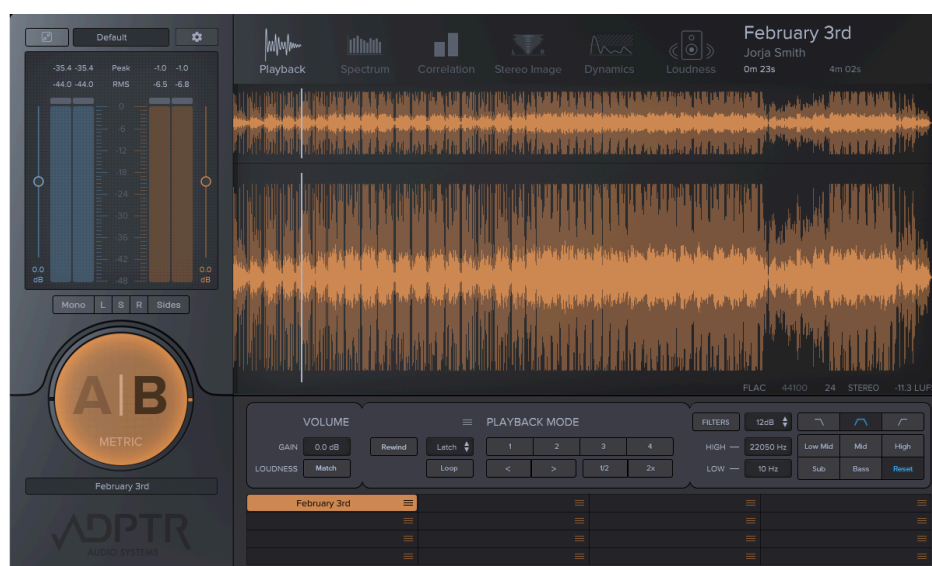 Default
-35.4 -35.4 Peak -1.0 -1.0
-44.0 -44.0 RMS -6.5 -6.8
0
-6
-12
-18
-24
-30
-36
-42
-48
0.0 dB
0.0 dB
Mono L S R Sides
A|B
METRIC
February 3rd
ADPTR
AUDIO SYSTEMS
Playback Spectrum Correlation Stereo Image Dynamics Loudness
February 3rd
Jorja Smith
0m 23s 4m 02s
FLAC 44100 24 STEREO -11.3 LUF
VOLUME
GAIN 0.0 dB
LOUDNESS Match
PLAYBACK MODE
Rewind Latch 1 2 3 4
Loop < > 1/2 2x
FILTERS 12dB
HIGH — 22050 Hz Low Mid Mid High
LOW — 10 Hz Sub Bass Reset
February 3rd